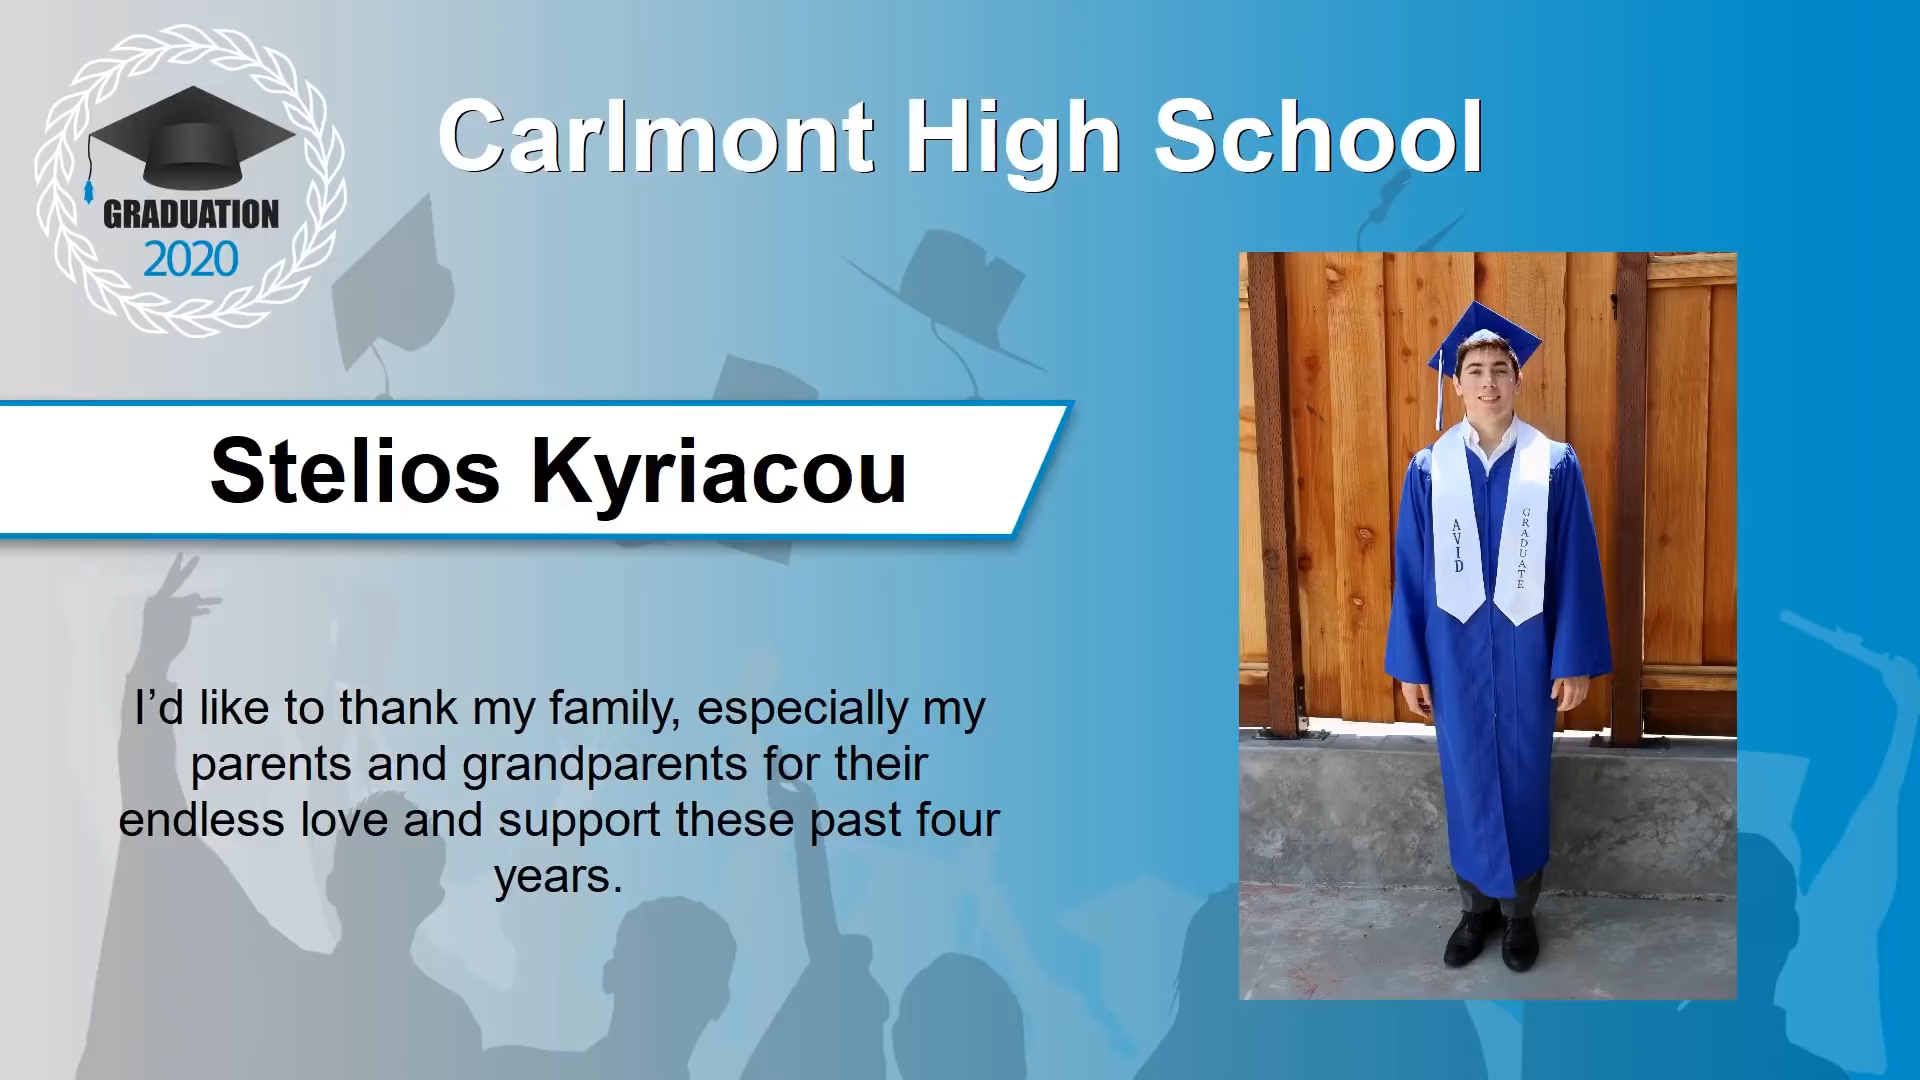 GRADUATION
2020
Carlmont High School
Stelios Kyriacou
I’d like to thank my family, especially my
parents and grandparents for their
endless love and support these past four
years.
AVID
GRADUATE